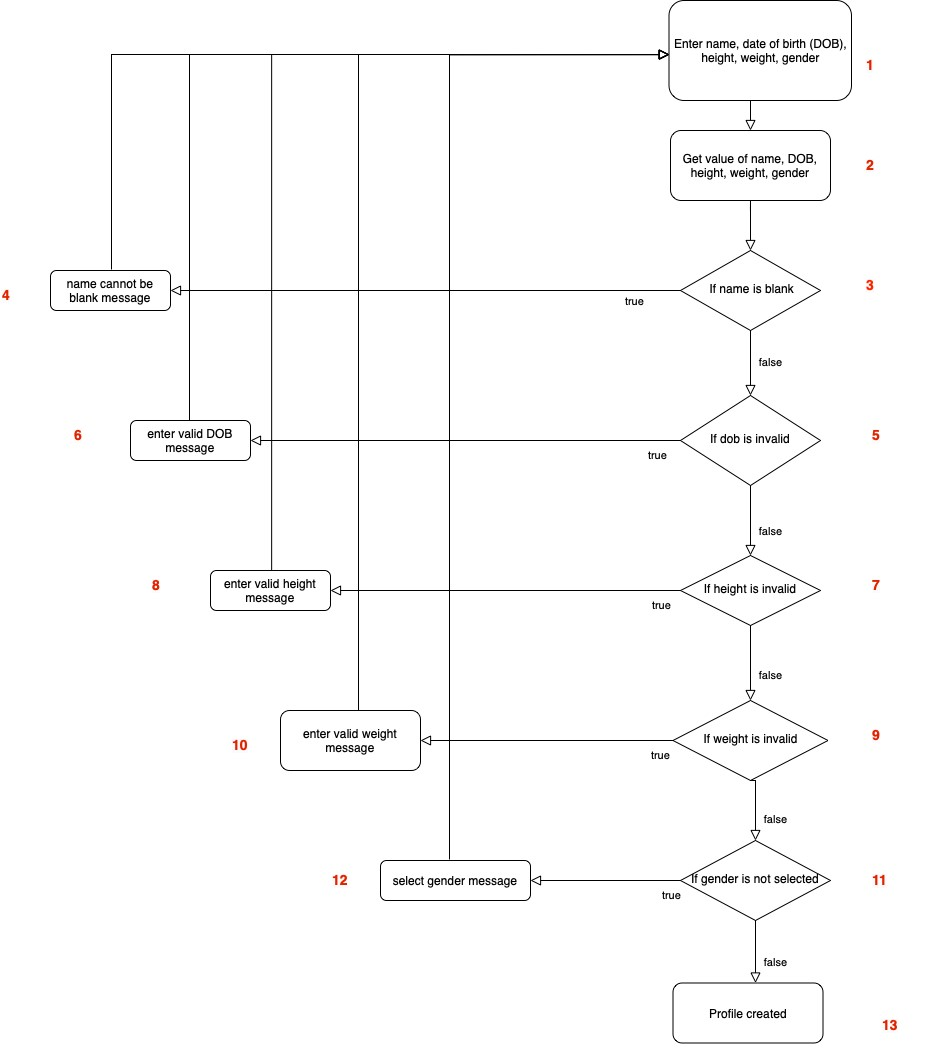 Enter name, date of birth (DOB),
height, weight, gender
1
Get value of name, DOB,
height, weight, gender
2
name cannot be
blank message
4
If name is blank
3
true
false
enter valid DOB
message
6
If dob is invalid
5
true
false
enter valid height
message
8
If height is invalid
7
true
false
enter valid weight
message
10
If weight is invalid
9
true
false
select gender message
12
If gender is not selected
11
true
false
Profile created
13